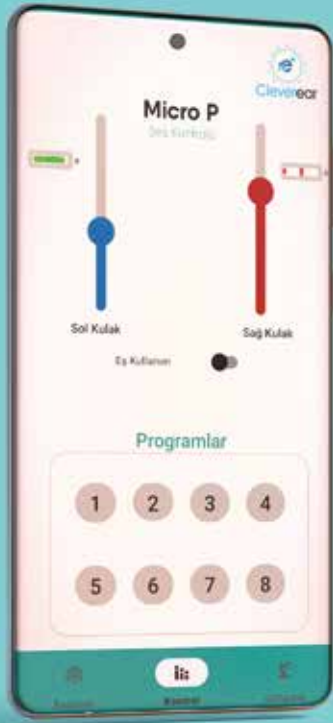 Cleverear
Micro P
Ses Kontrolü
Sol Kulak
Sağ Kulak
Eş Kullanım
Programlar
1 2 3 4
5 6 7 8
Kontrol